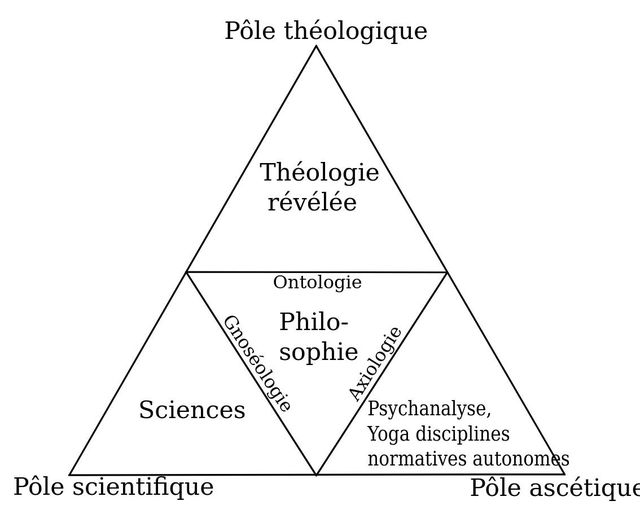 Pôle théologique
Théologie
révélée
Ontologie
Philo-
sophie
Gnoséologie
Axiologie
Sciences
Psychanalyse,
Yoga disciplines
normatives autonomes
Pôle scientifique
Pôle ascétique